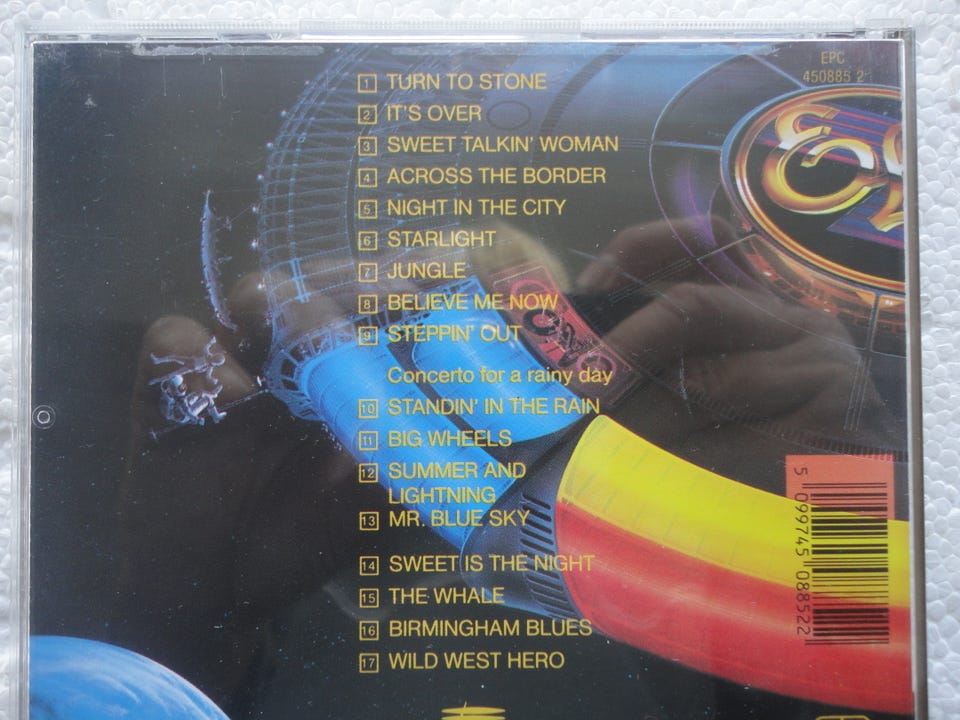 EPC
450885 2
1 TURN TO STONE
2 IT'S OVER
3 SWEET TALKIN' WOMAN
4 ACROSS THE BORDER
5 NIGHT IN THE CITY
6 STARLIGHT
7 JUNGLE
8 BELIEVE ME NOW
9 STEPPIN' OUT
Concerto for a rainy day
10 STANDIN' IN THE RAIN
11 BIG WHEELS
12 SUMMER AND
LIGHTNING
13 MR. BLUE SKY
14 SWEET IS THE NIGHT
15 THE WHALE
16 BIRMINGHAM BLUES
17 WILD WEST HERO
5 099745 088522